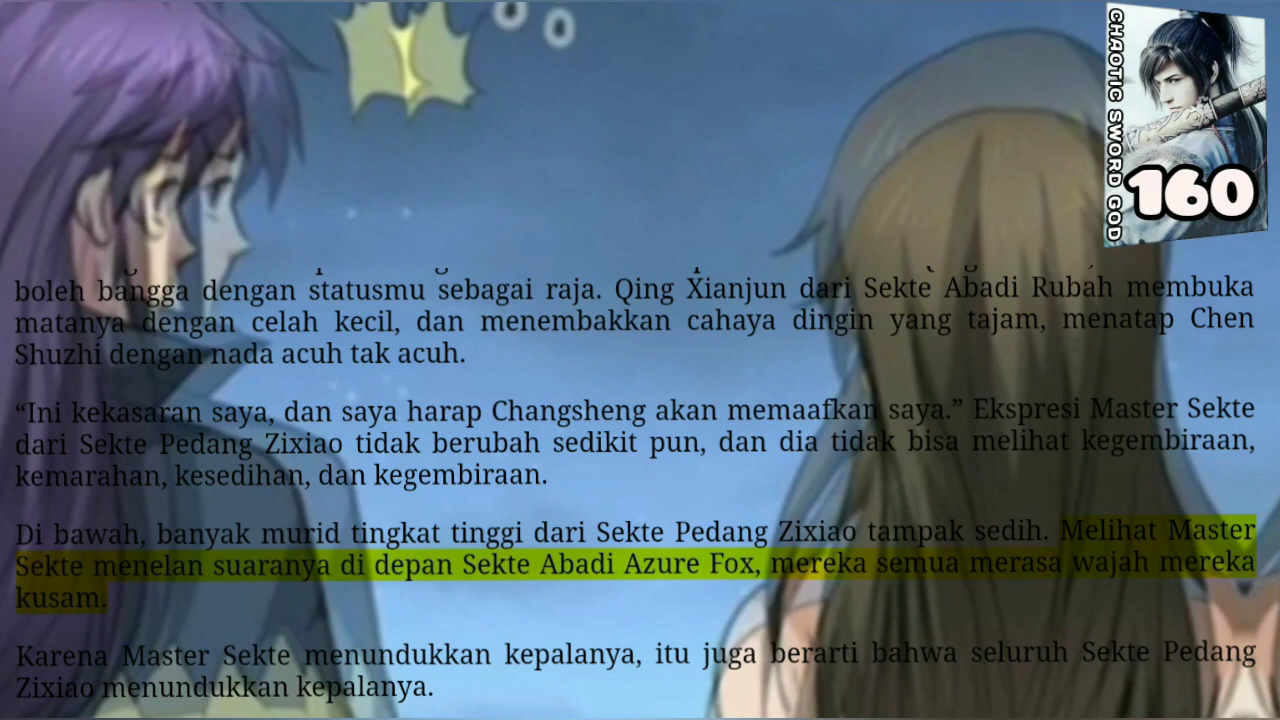 CHAOTIC SWORD GOD
160
boleh bangga dengan statusmu sebagai raja. Qing Xianjun dari Sekte Abadi Rubah membuka
matanya dengan celah kecil, dan menembakkan cahaya dingin yang tajam, menatap Chen
Shuzhi dengan nada acuh tak acuh.
“Ini kekasaran saya, dan saya harap Changsheng akan memaafkan saya.” Ekspresi Master Sekte
dari Sekte Pedang Zixiao tidak berubah sedikit pun, dan dia tidak bisa melihat kegembiraan,
kemarahan, kesedihan, dan kegembiraan.
Di bawah, banyak murid tingkat tinggi dari Sekte Pedang Zixiao tampak sedih. Melihat Master
Sekte menelan suaranya di depan Sekte Abadi Azure Fox, mereka semua merasa wajah mereka
kusam.
Karena Master Sekte menundukkan kepalanya, itu juga berarti bahwa seluruh Sekte Pedang
Zixiao menundukkan kepalanya.